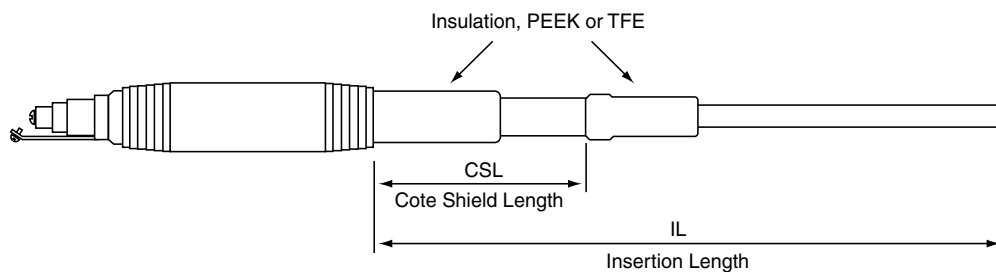 Insulation, PEEK or TFE
CSL
Cote Shield Length
IL
Insertion Length